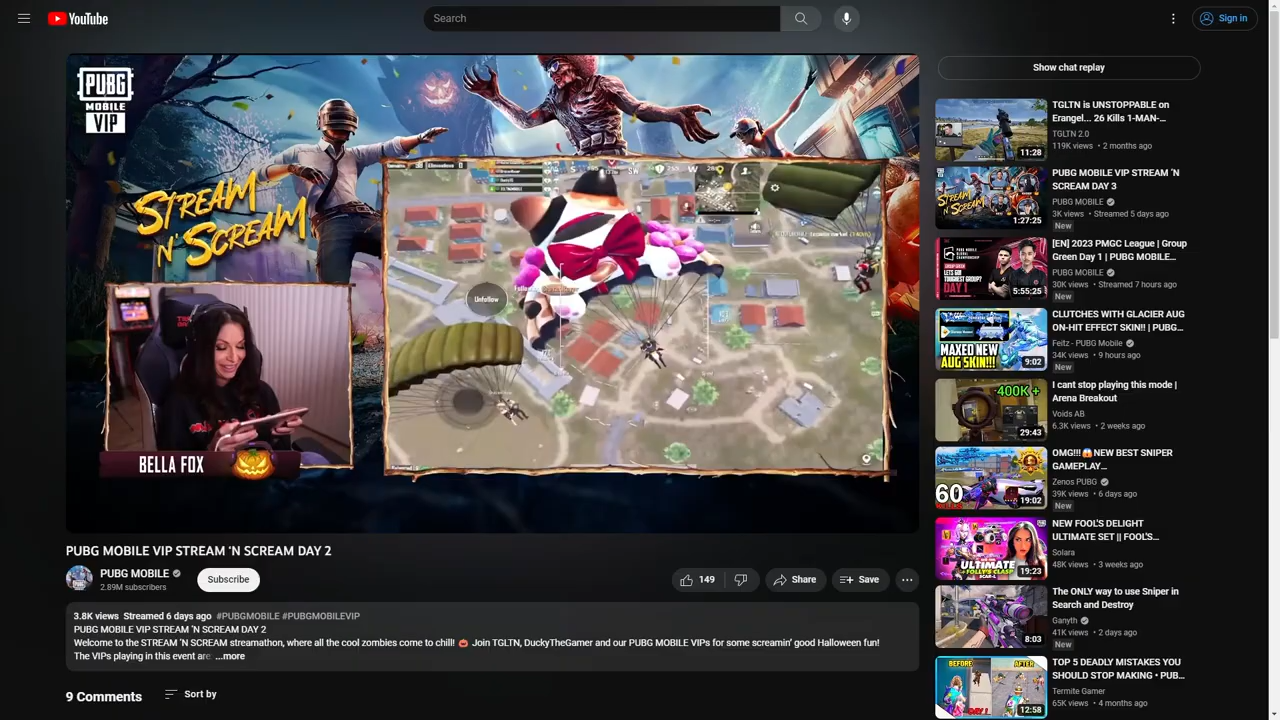 YouTube
Search
Sign in
PUBG
MOBILE
VIP
STREAM
N' SCREAM
Unfollow
SW
W
BELLA FOX
Show chat replay
TGLTN is UNSTOPPABLE on
Erangel... 26 Kills 1-MAN-...
TGLTN 2.0
119K views • 2 months ago
11:28
PUBG MOBILE VIP STREAM 'N
SCREAM DAY 3
PUBG MOBILE
3K views • Streamed 5 days ago
New
STREAM
N' SCREAM
1:27:25
[EN] 2023 PMGC League | Group
Green Day 1 | PUBG MOBILE...
PUBG MOBILE
30K views • Streamed 7 hours ago
New
DAY 1
5:55:25
CLUTCHES WITH GLACIER AUG
ON-HIT EFFECT SKIN!! | PUBG...
Feitz - PUBG Mobile
34K views • 9 hours ago
New
MAXED NEW
AUG SKIN!!!
9:02
I cant stop playing this mode |
Arena Breakout
Voids AB
6.3K views • 2 weeks ago
400K +
29:43
OMG!!!😱NEW BEST SNIPER
GAMEPLAY...
Zenos PUBG
39K views • 6 days ago
New
60
19:02
NEW FOOL'S DELIGHT
ULTIMATE SET || FOOL'S...
Solara
48K views • 3 weeks ago
ULTIMATE
19:23
The ONLY way to use Sniper in
Search and Destroy
Ganyth
41K views • 2 days ago
New
8:03
TOP 5 DEADLY MISTAKES YOU
SHOULD STOP MAKING • PUB...
Termite Gamer
65K views • 4 months ago
BEFORE
AFTER
12:58
PUBG MOBILE VIP STREAM 'N SCREAM DAY 2
PUBG MOBILE
2.89M subscribers
Subscribe
149
Share
Save
3.8K views Streamed 6 days ago #PUBGMOBILE #PUBGMOBILEVIP
PUBG MOBILE VIP STREAM 'N SCREAM DAY 2
Welcome to the STREAM 'N SCREAM streamathon, where all the cool zombies come to chill! 🎃 Join TGLTN, DuckyTheGamer and our PUBG MOBILE VIPs for some screamin' good Halloween fun!
The VIPs playing in this event are ...more
9 Comments
Sort by